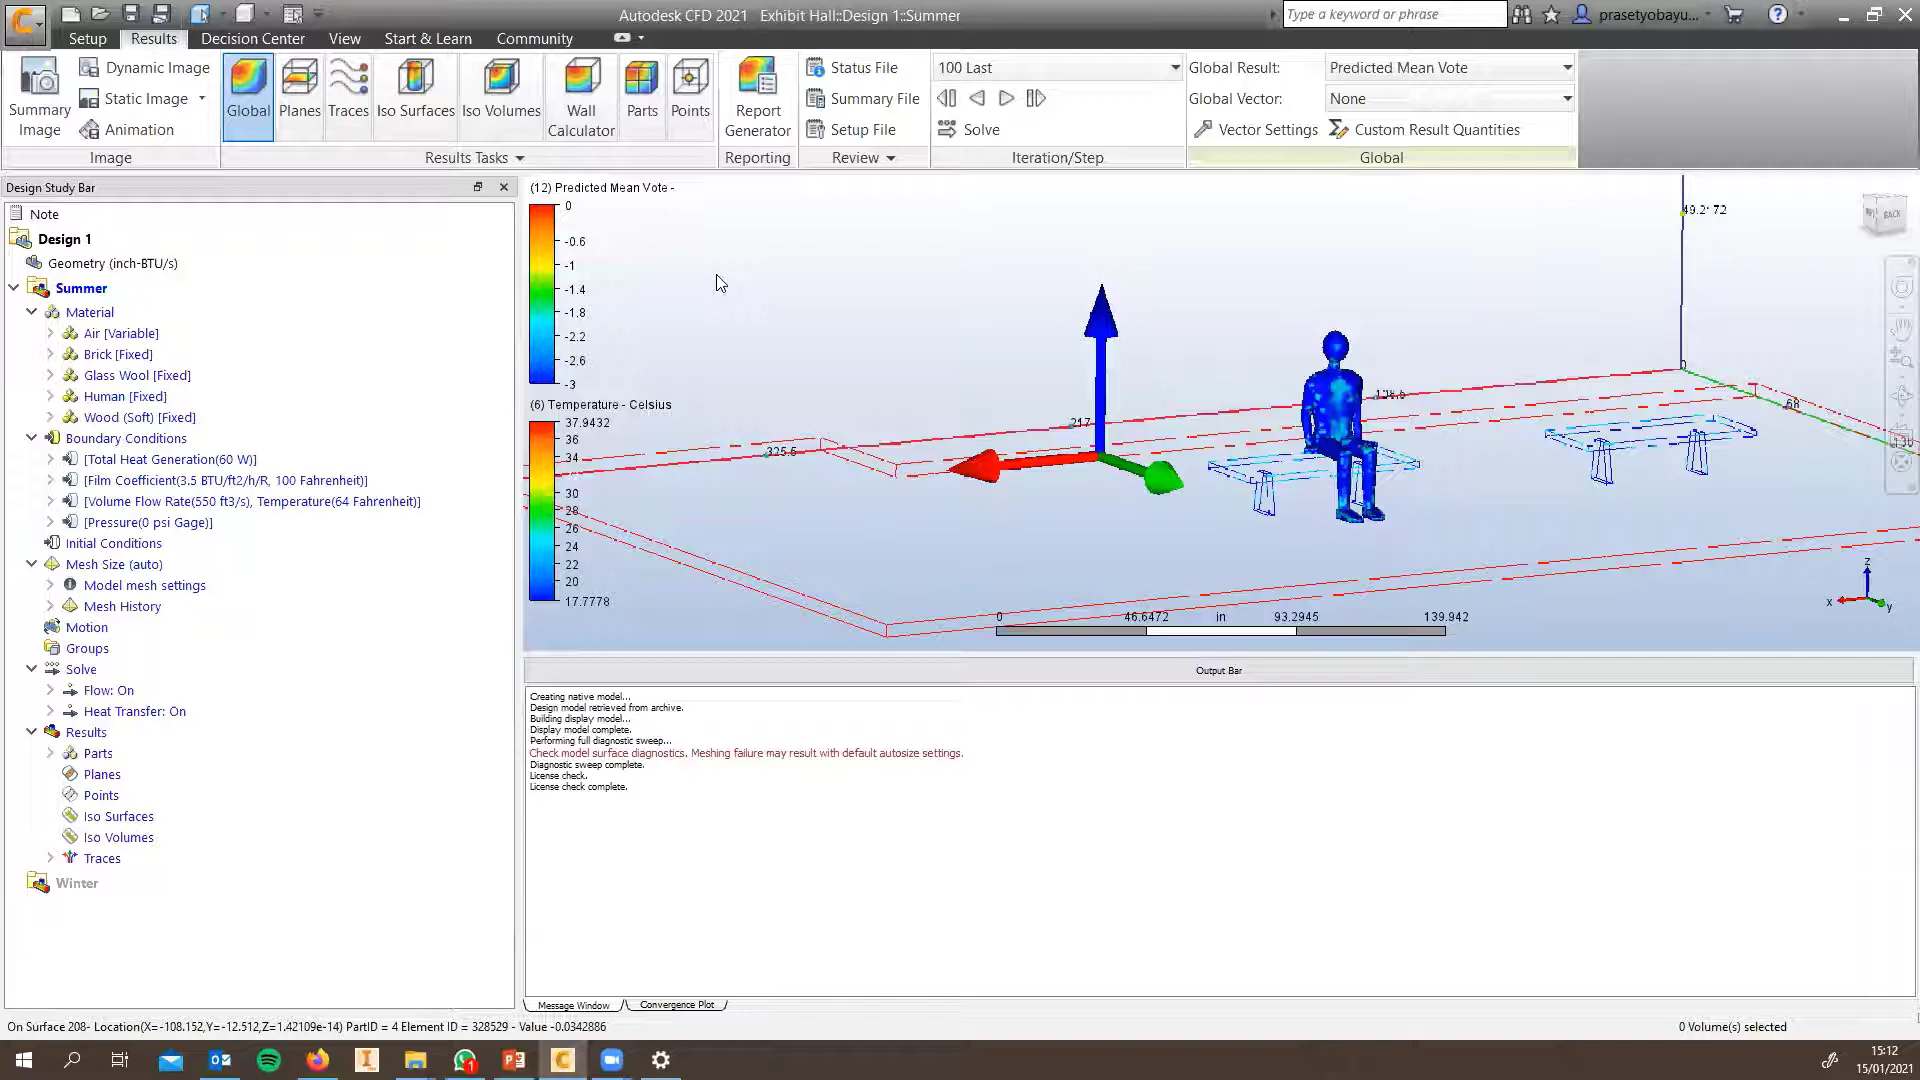 Autodesk CFD 2021 Exhibit Hall::Design 1::Summer
Type a keyword or phrase
prasetyobayu...
Setup
Results
Decision Center
View
Start & Learn
Community
Summary Image
Dynamic Image
Static Image
Animation
Image
Global
Planes
Traces
Iso Surfaces
Iso Volumes
Wall Calculator
Parts
Points
Results Tasks
Report Generator
Reporting
Status File
Summary File
Setup File
Review
100 Last
Solve
Iteration/Step
Global Result: Predicted Mean Vote
Global Vector: None
Vector Settings
Custom Result Quantities
Global
Design Study Bar
Note
Design 1
Geometry (inch-BTU/s)
Summer
Material
Air [Variable]
Brick [Fixed]
Glass Wool [Fixed]
Human [Fixed]
Wood (Soft) [Fixed]
Boundary Conditions
[Total Heat Generation(60 W)]
[Film Coefficient(3.5 BTU/ft2/h/R, 100 Fahrenheit)]
[Volume Flow Rate(550 ft3/s), Temperature(64 Fahrenheit)]
[Pressure(0 psi Gage)]
Initial Conditions
Mesh Size (auto)
Model mesh settings
Mesh History
Motion
Groups
Solve
Flow: On
Heat Transfer: On
Results
Parts
Planes
Points
Iso Surfaces
Iso Volumes
Traces
Winter
(12) Predicted Mean Vote -
0
-0.6
-1
-1.4
-1.8
-2.2
-2.6
-3
(6) Temperature - Celsius
37.9432
36
34
30
28
26
24
22
20
17.7778
325.5
217
0
68
BACK
z
x
y
0
46.6472
in
93.2945
139.942
Output Bar
Creating native model...
Design model retrieved from archive.
Building display model...
Display model complete.
Performing full diagnostic sweep...
Check model surface diagnostics. Meshing failure may result with default autosize settings.
Diagnostic sweep complete.
License check.
License check complete.
Message Window
Convergence Plot
On Surface 208- Location(X=-108.152,Y=-12.512,Z=1.42109e-14) PartID = 4 Element ID = 328529 - Value -0.0342886
0 Volume(s) selected
15:12
15/01/2021